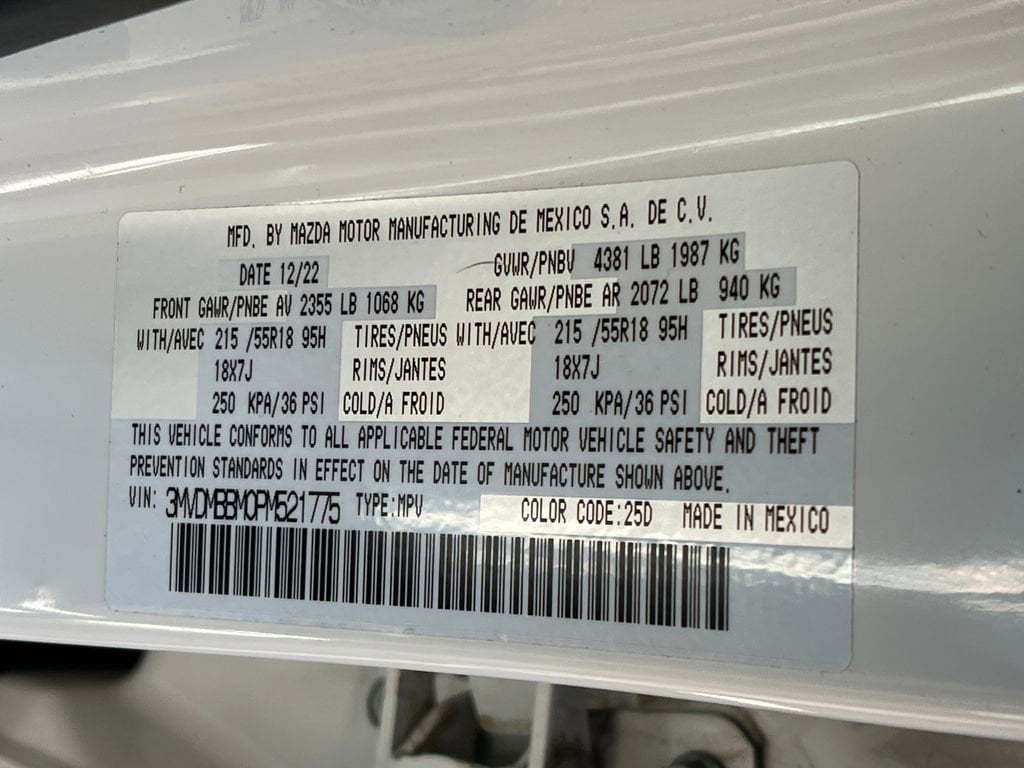 MFD. BY MAZDA MOTOR MANUFACTURING DE MEXICO S.A. DE C.V.
DATE 12/22 GVWR/PNBV 4381 LB 1987 KG
FRONT GAWR/PNBE AV 2355 LB 1068 KG REAR GAWR/PNBE AR 2072 LB 940 KG
WITH/AVEC 215 /55R18 95H TIRES/PNEUS WITH/AVEC 215 /55R18 95H TIRES/PNEUS
18X7J RIMS/JANTES 18X7J RIMS/JANTES
250 KPA/36 PSI COLD/A FROID 250 KPA/36 PSI COLD/A FROID
THIS VEHICLE CONFORMS TO ALL APPLICABLE FEDERAL MOTOR VEHICLE SAFETY AND THEFT
PREVENTION STANDARDS IN EFFECT ON THE DATE OF MANUFACTURE SHOWN ABOVE.
VIN: 3MVDMBBM0PM521775 TYPE:MPV COLOR CODE:25D MADE IN MEXICO